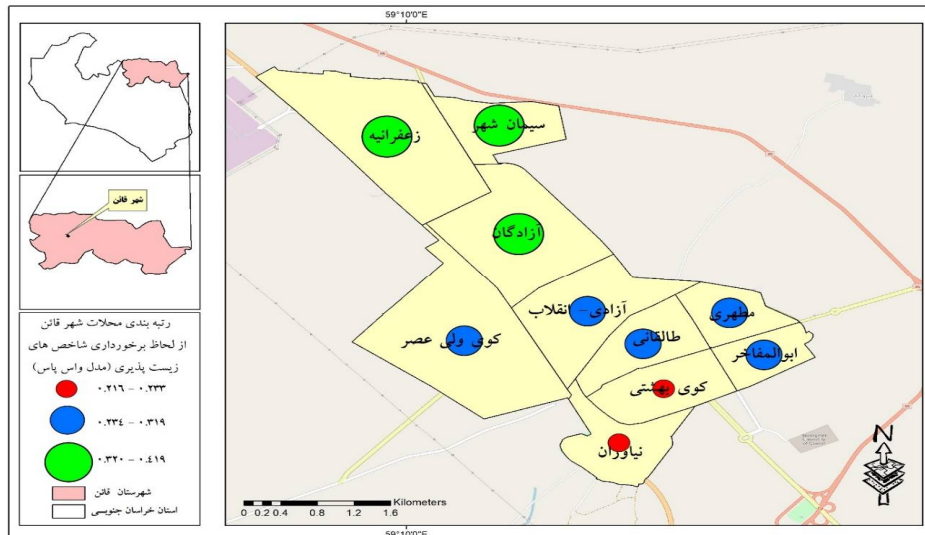 59°10'0"E
شهر قائن
زعفرانیه
سیمان شهر
آزادگان
آزادی- انقلاب
مطهری
کوی ولی عصر
طالقانی
ابوالمفاخر
کوی بهشتی
نیاوران
رتبه بندی محلات شهر قائن
از لحاظ برخورداری شاخص های
زیست پذیری (مدل واس پاس)
۰.۲۱۶ - ۰.۲۳۳
۰.۲۳٤ - ۰.۳۱۹
۰.۳۲۰ - ۰.٤۱۹
شهرستان قائن
استان خراسان جنوبی
N
Kilometers
0 0.2 0.4 0.8 1.2 1.6
59°10'0"E